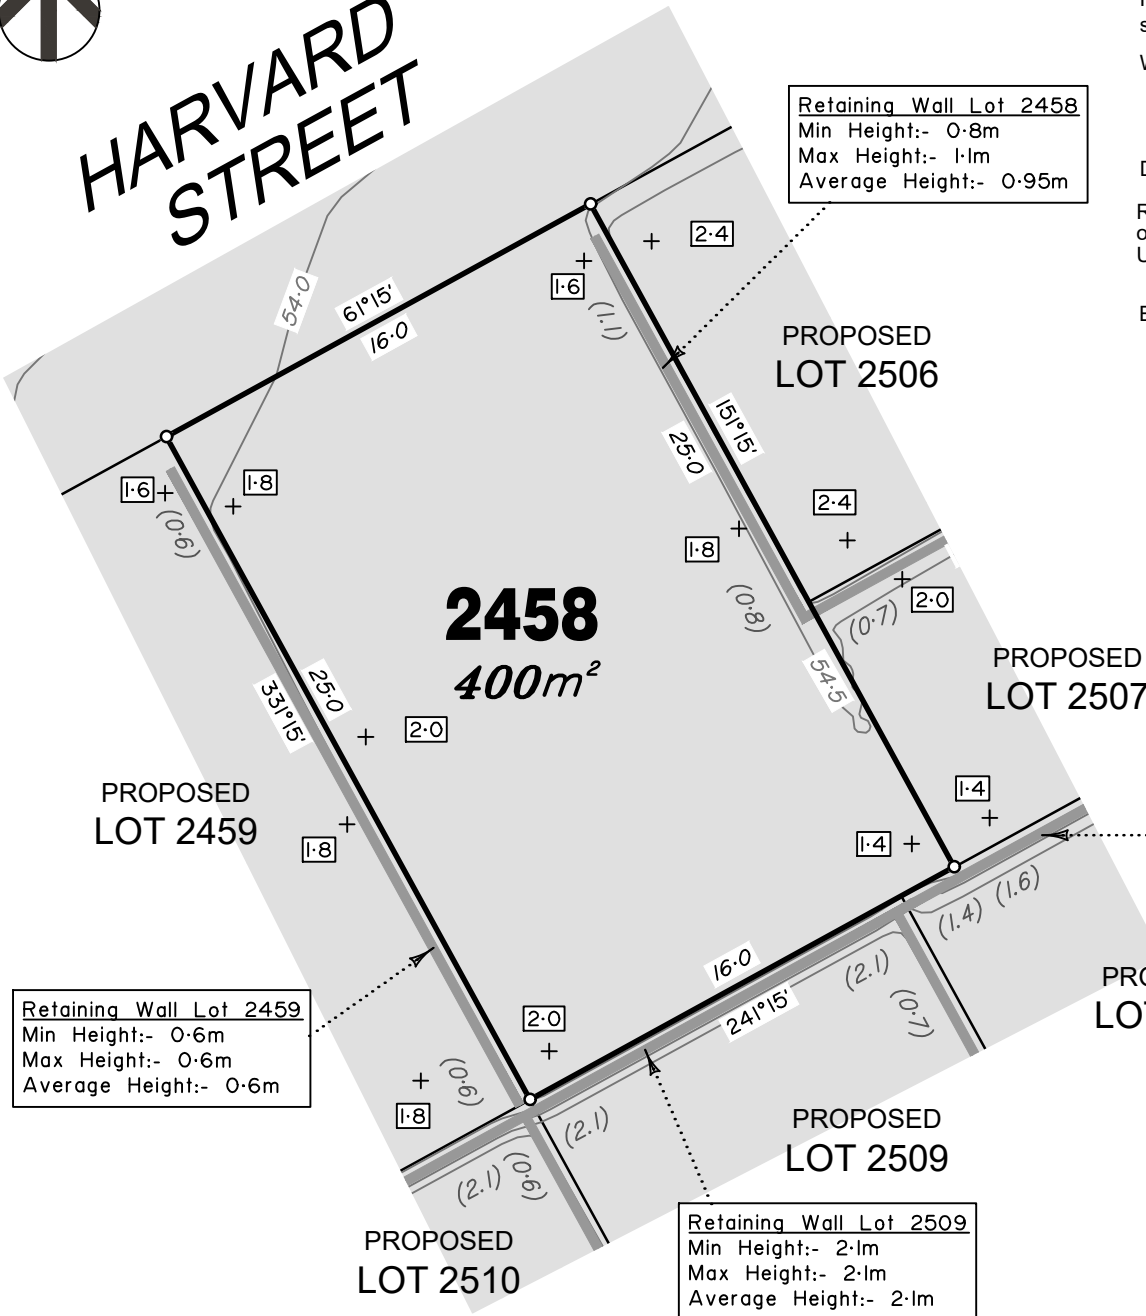 HARVARD
STREET
Retaining Wall Lot 2458
Min Height:- 0·8m
Max Height:- 1·1m
Average Height:- 0·95m
2·4
1·6
(1.1)
54·0
61°15'
16·0
PROPOSED
LOT 2506
151°15'
25·0
1·6
1·8
(0·6)
2·4
1·8
2·0
(0·8)
(0·7)
2458
400m²
54·5
PROPOSED
LOT 2507
25·0
331°15'
2·0
PROPOSED
LOT 2459
1·8
1·4
1·4
(1.4)
(1.6)
16·0
241°15'
(2.1)
(0·7)
Retaining Wall Lot 2459
Min Height:- 0·6m
Max Height:- 0·6m
Average Height:- 0·6m
2·0
(0·6)
1·8
(2.1)
(2.1)
(0·6)
PROPOSED
LOT 2509
PROPOSED
LOT 2510
Retaining Wall Lot 2509
Min Height:- 2·1m
Max Height:- 2·1m
Average Height:- 2·1m